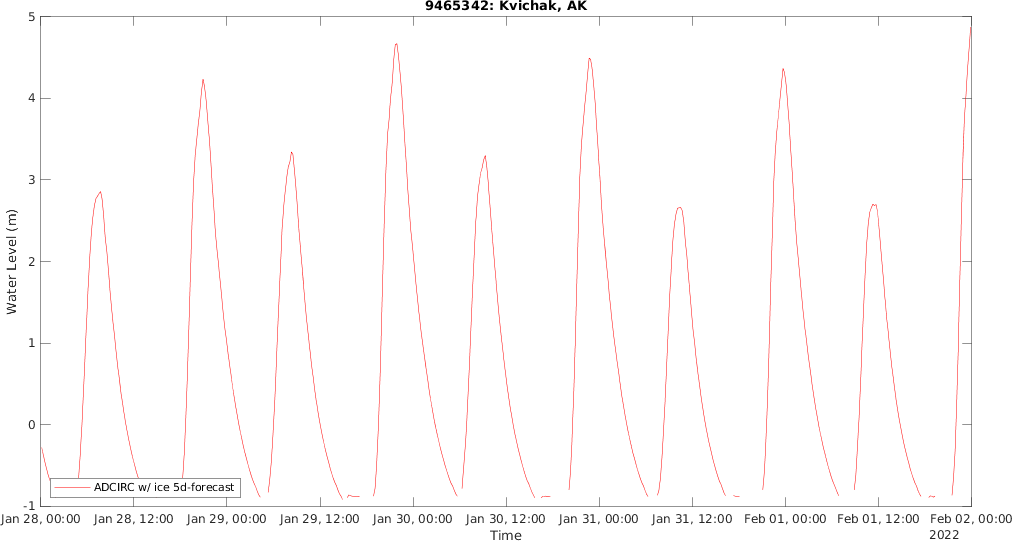 9465342: Kvichak, AK
5
4
3
2
1
0
-1
Water Level (m)
ADCIRC w/ ice 5d-forecast
Jan 28, 00:00 Jan 28, 12:00 Jan 29, 00:00 Jan 29, 12:00 Jan 30, 00:00 Jan 30, 12:00 Jan 31, 00:00 Jan 31, 12:00 Feb 01, 00:00 Feb 01, 12:00 Feb 02, 00:00
Time
2022